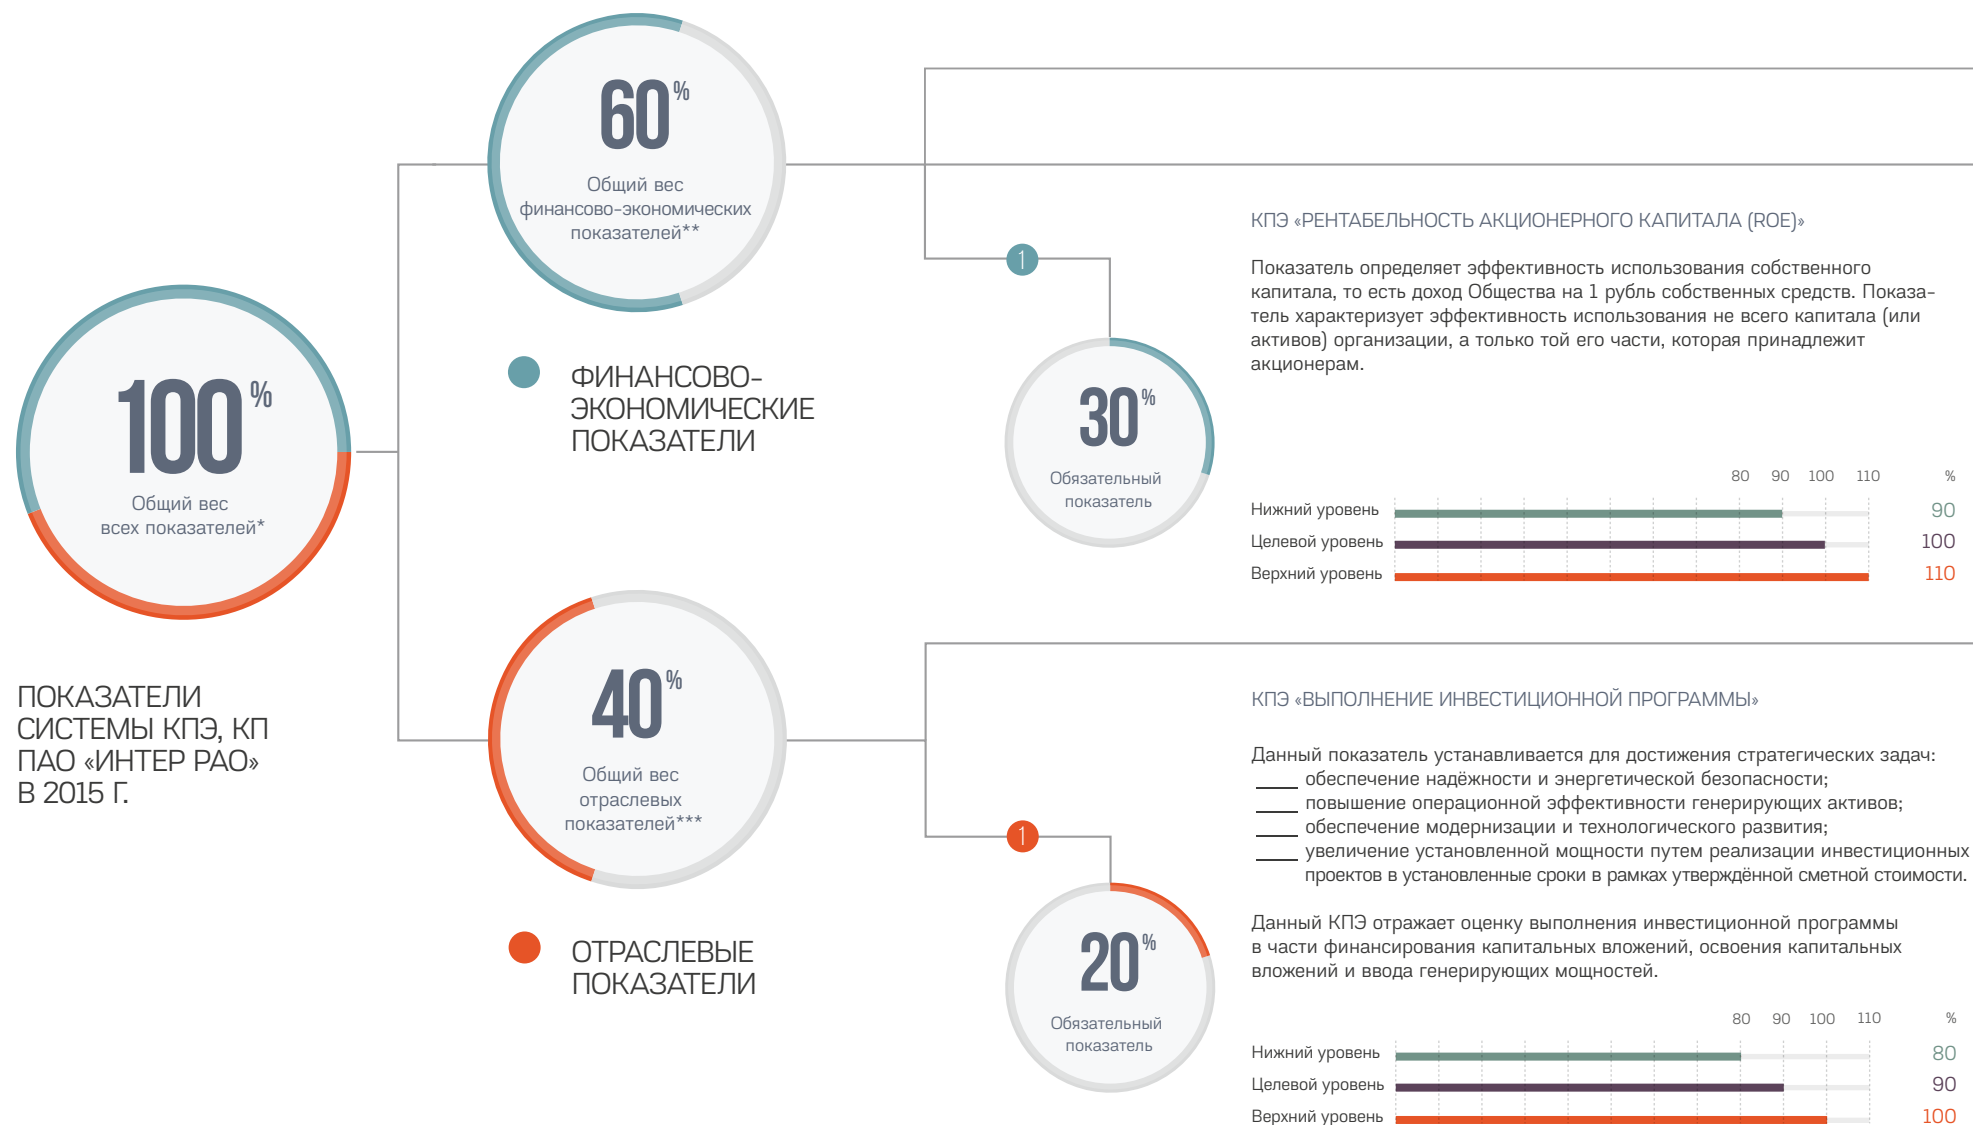 100%
Общий вес
всех показателей*
ПОКАЗАТЕЛИ
СИСТЕМЫ КПЭ, КП
ПАО «ИНТЕР РАО»
В 2015 Г.
60%
Общий вес
финансово-экономических
показателей**
ФИНАНСОВО-
ЭКОНОМИЧЕСКИЕ
ПОКАЗАТЕЛИ
1
30%
Обязательный
показатель
КПЭ «РЕНТАБЕЛЬНОСТЬ АКЦИОНЕРНОГО КАПИТАЛА (ROE)»
Показатель определяет эффективность использования собственного
капитала, то есть доход Общества на 1 рубль собственных средств. Показа-
тель характеризует эффективность использования не всего капитала (или
активов) организации, а только той его части, которая принадлежит
акционерам.
80 90 100 110 %
Нижний уровень 90
Целевой уровень 100
Верхний уровень 110
40%
Общий вес
отраслевых
показателей***
ОТРАСЛЕВЫЕ
ПОКАЗАТЕЛИ
1
20%
Обязательный
показатель
КПЭ «ВЫПОЛНЕНИЕ ИНВЕСТИЦИОННОЙ ПРОГРАММЫ»
Данный показатель устанавливается для достижения стратегических задач:
обеспечение надёжности и энергетической безопасности;
повышение операционной эффективности генерирующих активов;
обеспечение модернизации и технологического развития;
увеличение установленной мощности путем реализации инвестиционных
проектов в установленные сроки в рамках утверждённой сметной стоимости.
Данный КПЭ отражает оценку выполнения инвестиционной программы
в части финансирования капитальных вложений, освоения капитальных
вложений и ввода генерирующих мощностей.
80 90 100 110 %
Нижний уровень 80
Целевой уровень 90
Верхний уровень 100